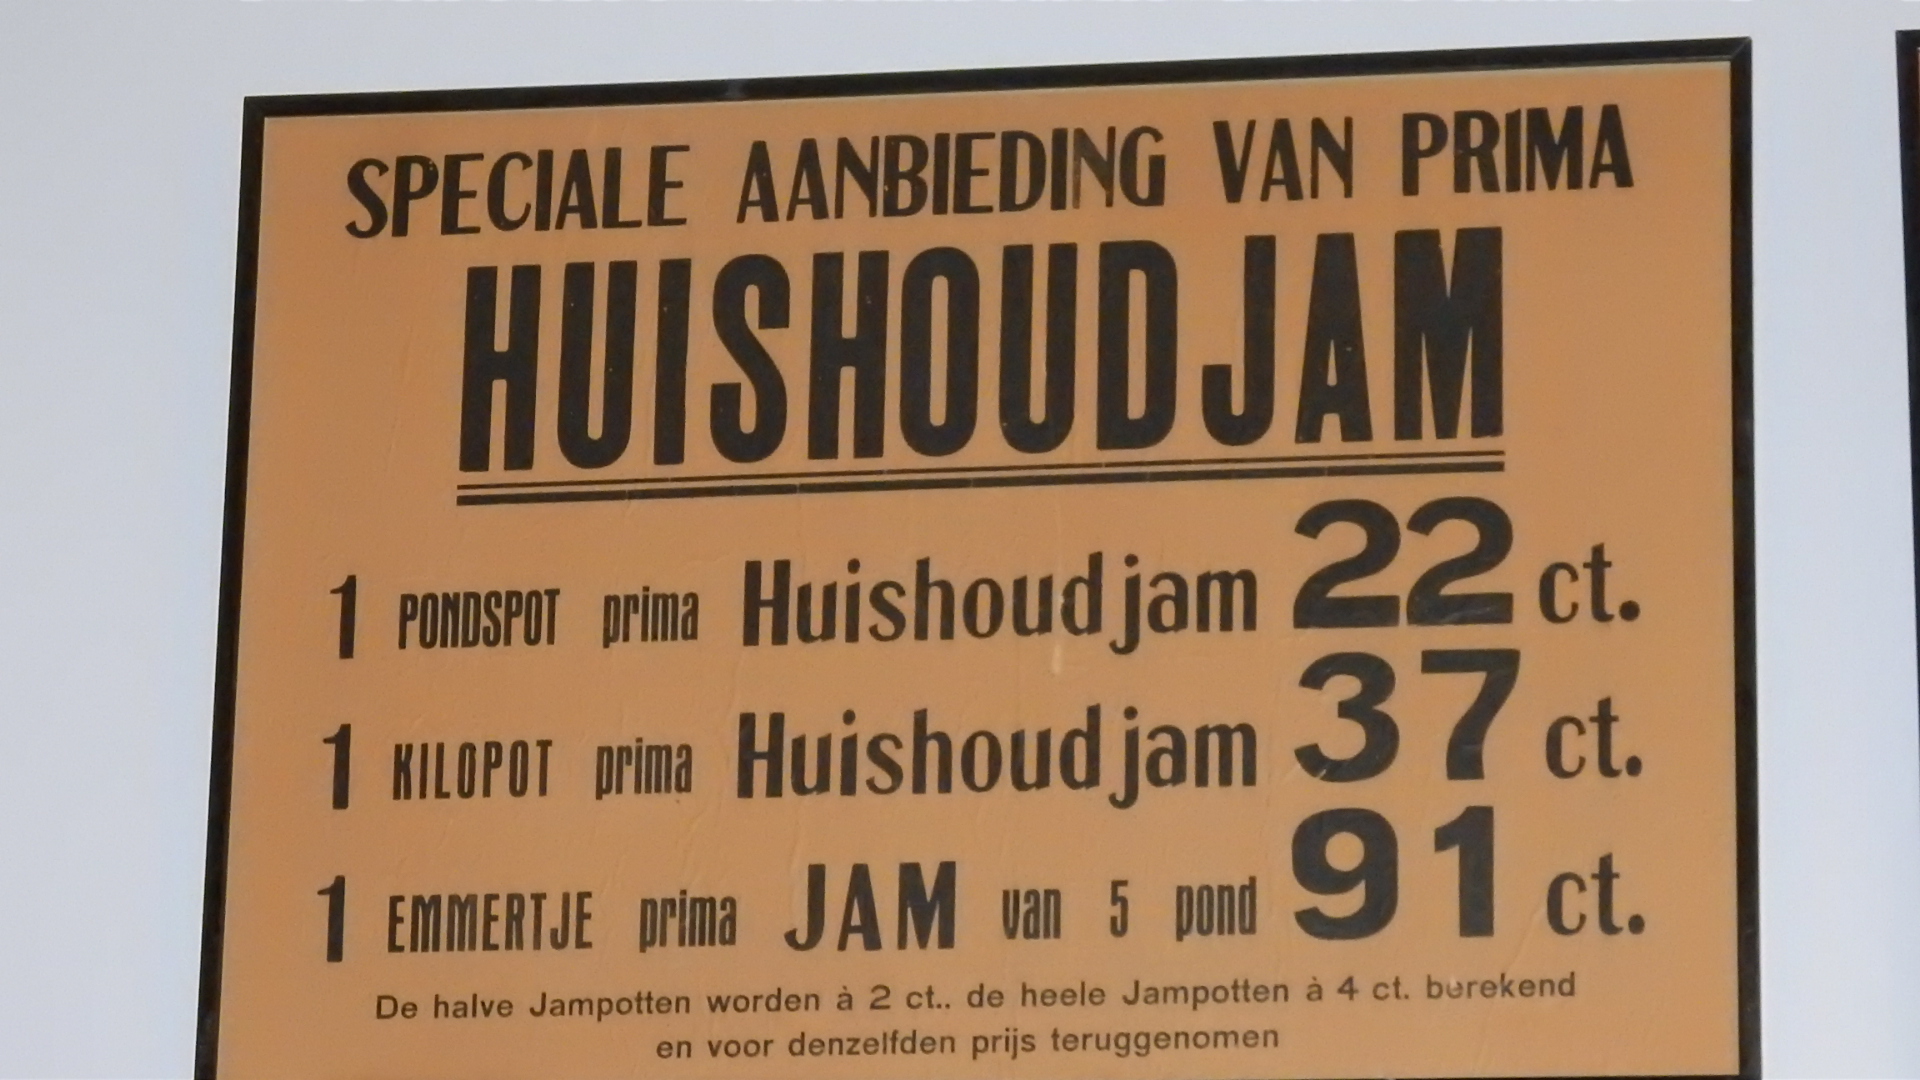 SPECIALE AANBIEDING VAN PRIMA
HUISHOUDJAM
1 PONDSPOT prima Huishoudjam 22 ct.
1 KILOPOT prima Huishoudjam 37 ct.
1 EMMERTJE prima JAM van 5 pond 91 ct.
De halve Jampotten worden à 2 ct.. de heele Jampotten à 4 ct. berekend
en voor denzelfden prijs teruggenomen